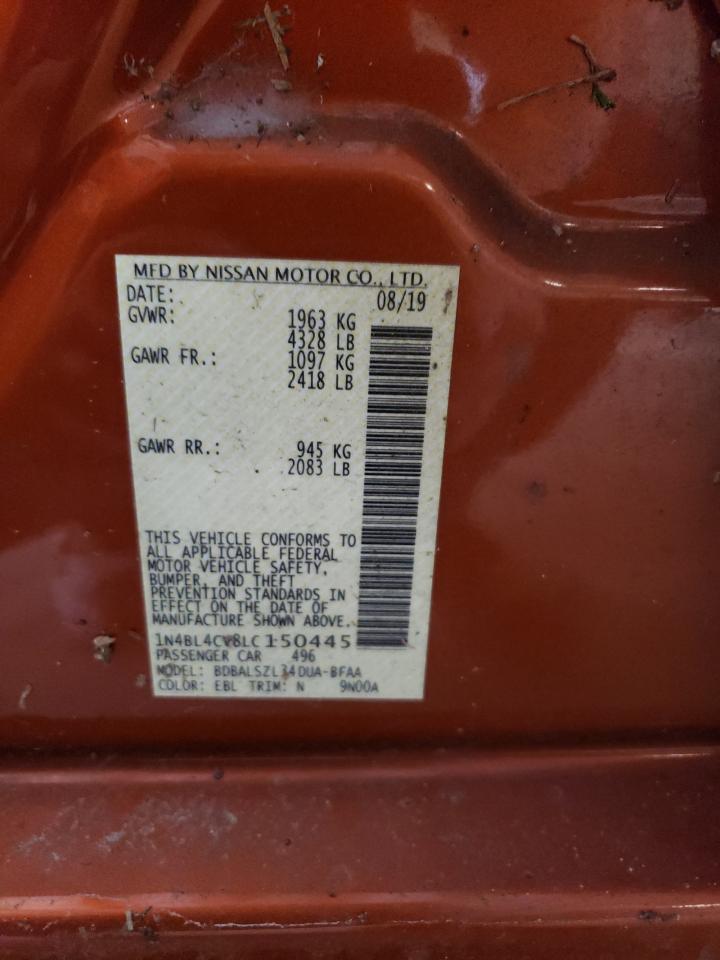 MFD BY NISSAN MOTOR CO., LTD.
DATE: 08/19
GVWR: 1963 KG
4328 LB
GAWR FR.: 1097 KG
2418 LB
GAWR RR.: 945 KG
2083 LB
THIS VEHICLE CONFORMS TO
ALL APPLICABLE FEDERAL
MOTOR VEHICLE SAFETY,
BUMPER, AND THEFT
PREVENTION STANDARDS IN
EFFECT ON THE DATE OF
MANUFACTURE SHOWN ABOVE.
1N4BL4CV8LC150445
PASSENGER CAR 496
MODEL: BDBALSZL34DUA-BFAA
COLOR: EBL TRIM: N 9N00A